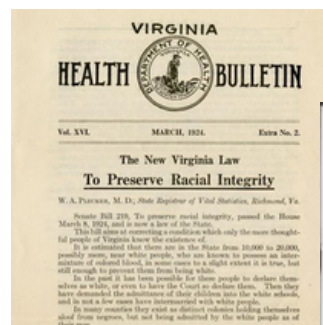 VIRGINIA
HEALTH BULLETIN
DEPARTMENT OF HEALTH
Vol. XVI. MARCH, 1924. Extra No. 2.
The New Virginia Law
To Preserve Racial Integrity
W. A. PLECKER, M. D., State Registrar of Vital Statistics, Richmond, Va.
Senate Bill 219, To preserve racial integrity, passed the House
March 8, 1924, and is now a law of the State.
This bill aims at correcting a condition which only the more thought-
ful people of Virginia know the existence of.
It is estimated that there are in the State from 10,000 to 20,000,
possibly more, near white people, who are known to possess an inter-
mixture of colored blood, in some cases to a slight extent it is true, but
still enough to prevent them from being white.
In the past it has been possible for these people to declare them-
selves as white, or even to have the Court so declare them. Then they
have demanded the admittance of their children into the white schools,
and in not a few cases have intermarried with white people.
In many counties they exist as distinct colonies holding themselves
aloof from negroes, but not being admitted by the white people as of